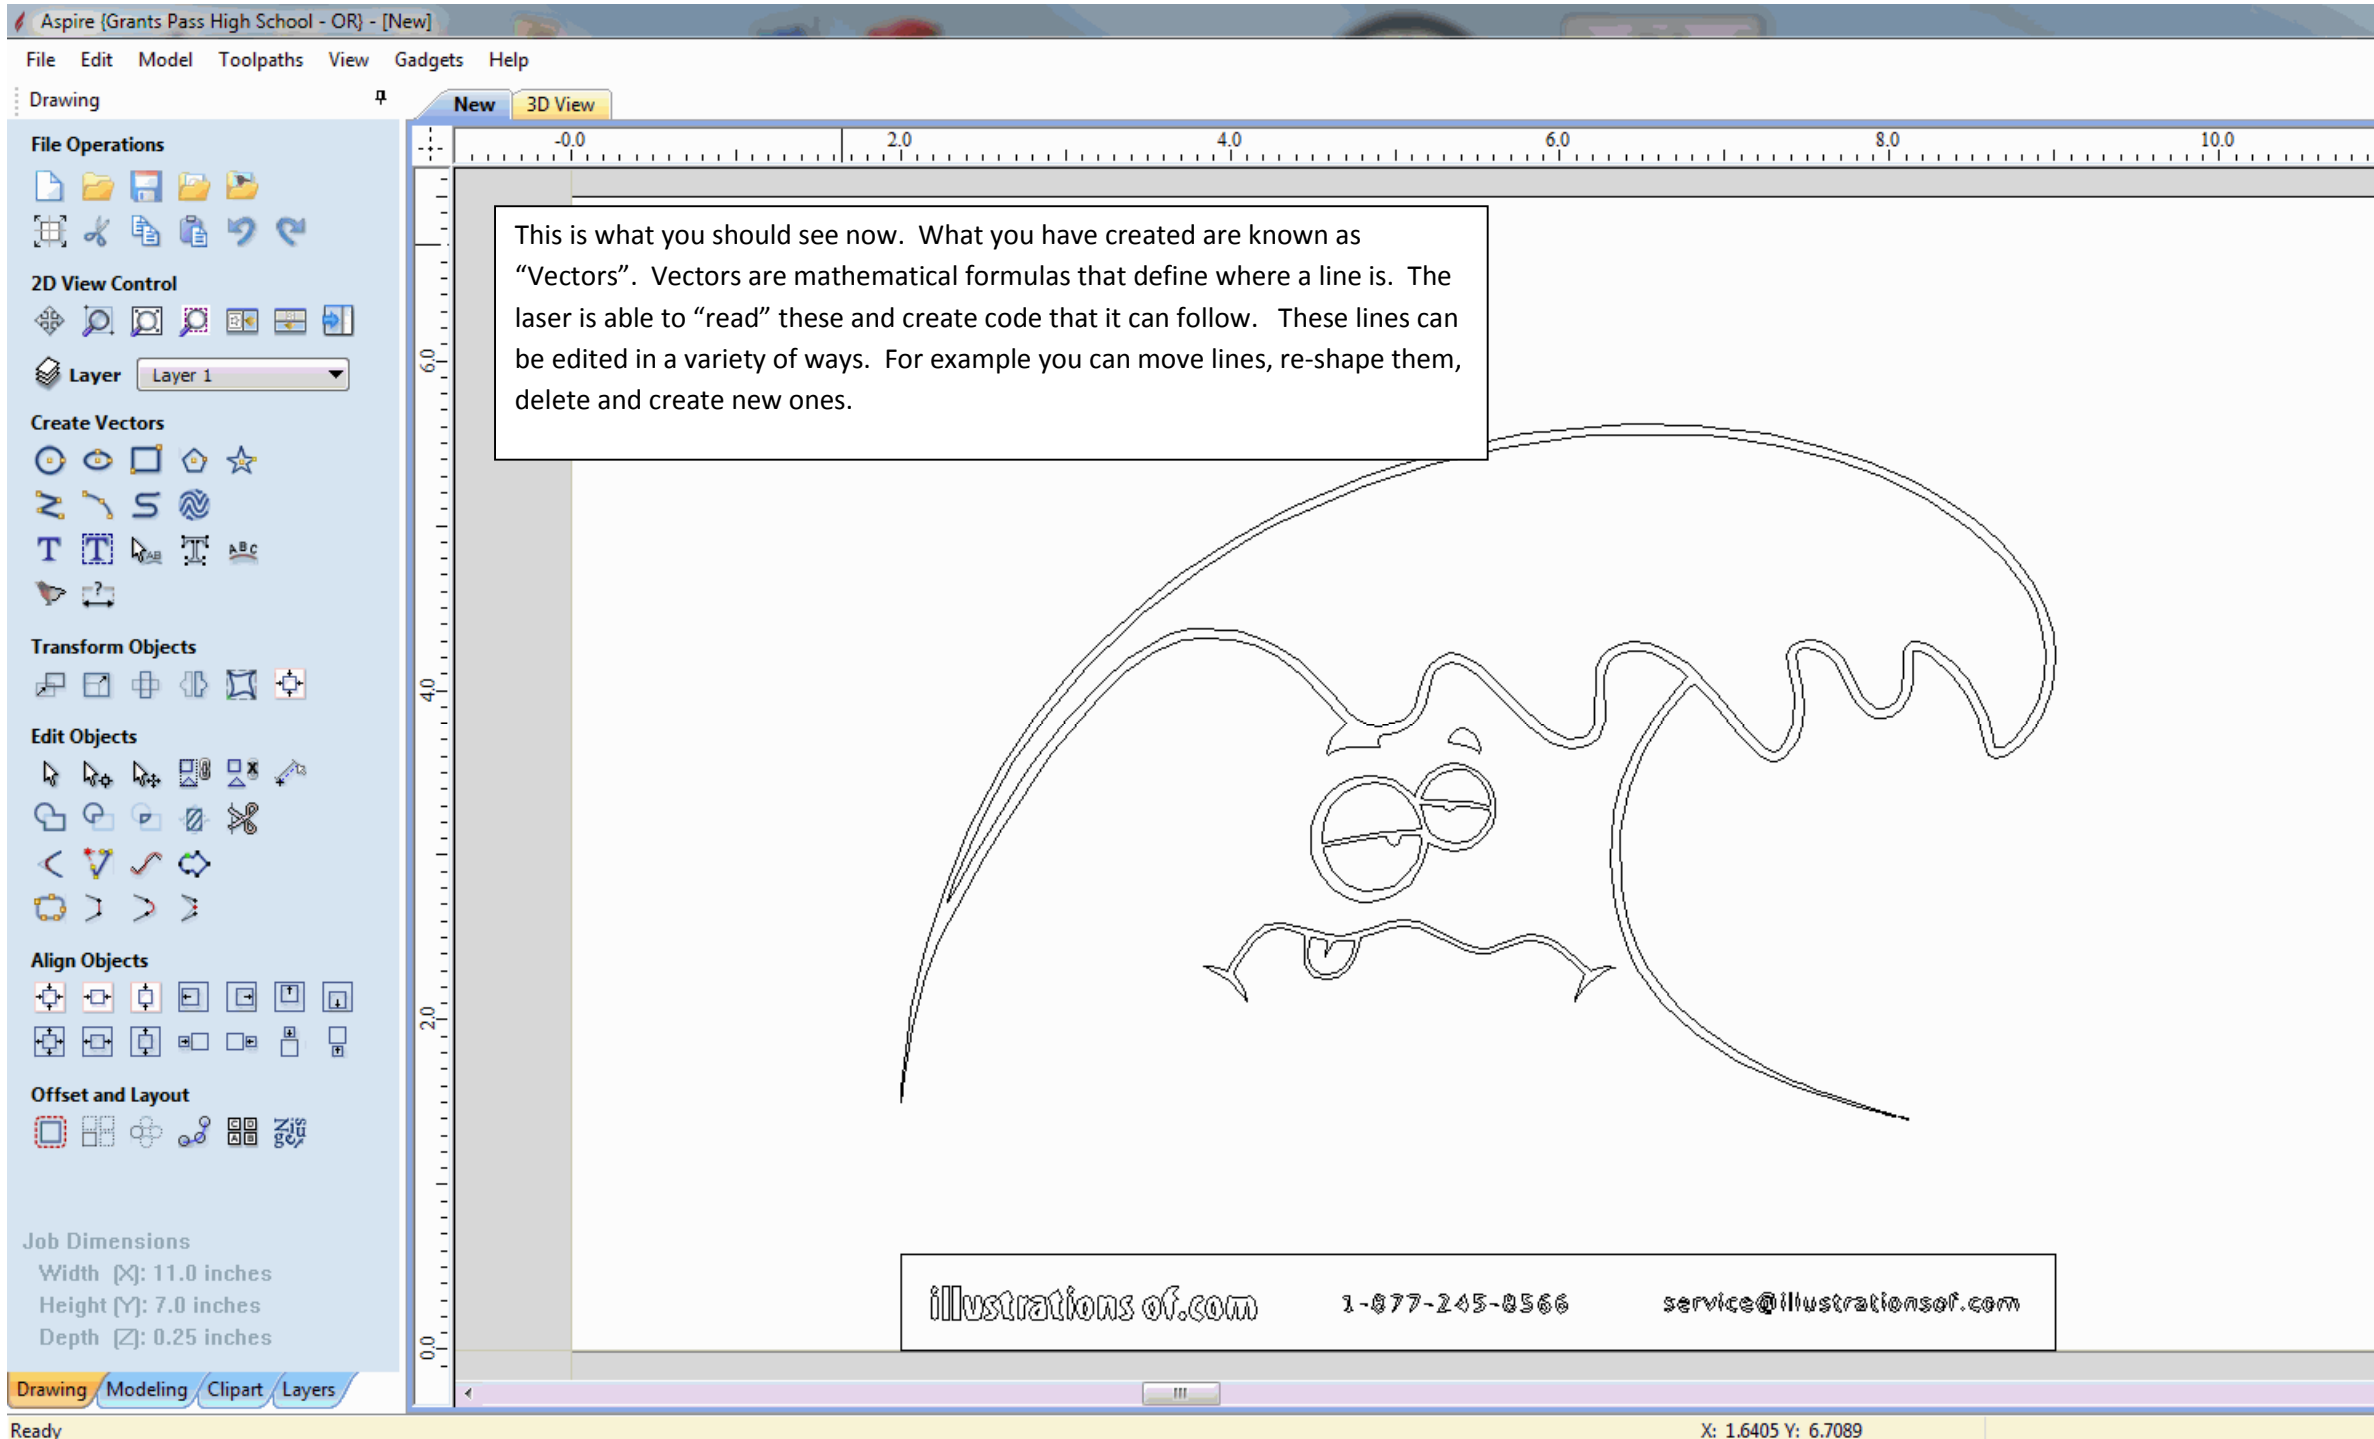 Aspire {Grants Pass High School - OR} - [New]
File Edit Model Toolpaths View Gadgets Help
Drawing
New 3D View
File Operations
-0.0 2.0 4.0 6.0 8.0 10.0
This is what you should see now. What you have created are known as
“Vectors”. Vectors are mathematical formulas that define where a line is. The
laser is able to “read” these and create code that it can follow. These lines can
be edited in a variety of ways. For example you can move lines, re-shape them,
delete and create new ones.
2D View Control
Layer Layer 1
6.0
Create Vectors
Transform Objects
4.0
Edit Objects
Align Objects
2.0
Offset and Layout
Job Dimensions
Width (X): 11.0 inches
Height (Y): 7.0 inches
Depth (Z): 0.25 inches
0.0
illustrations of.com 1-877-245-8566 service@illustrationsof.com
Drawing Modeling Clipart Layers
Ready X: 1.6405 Y: 6.7089